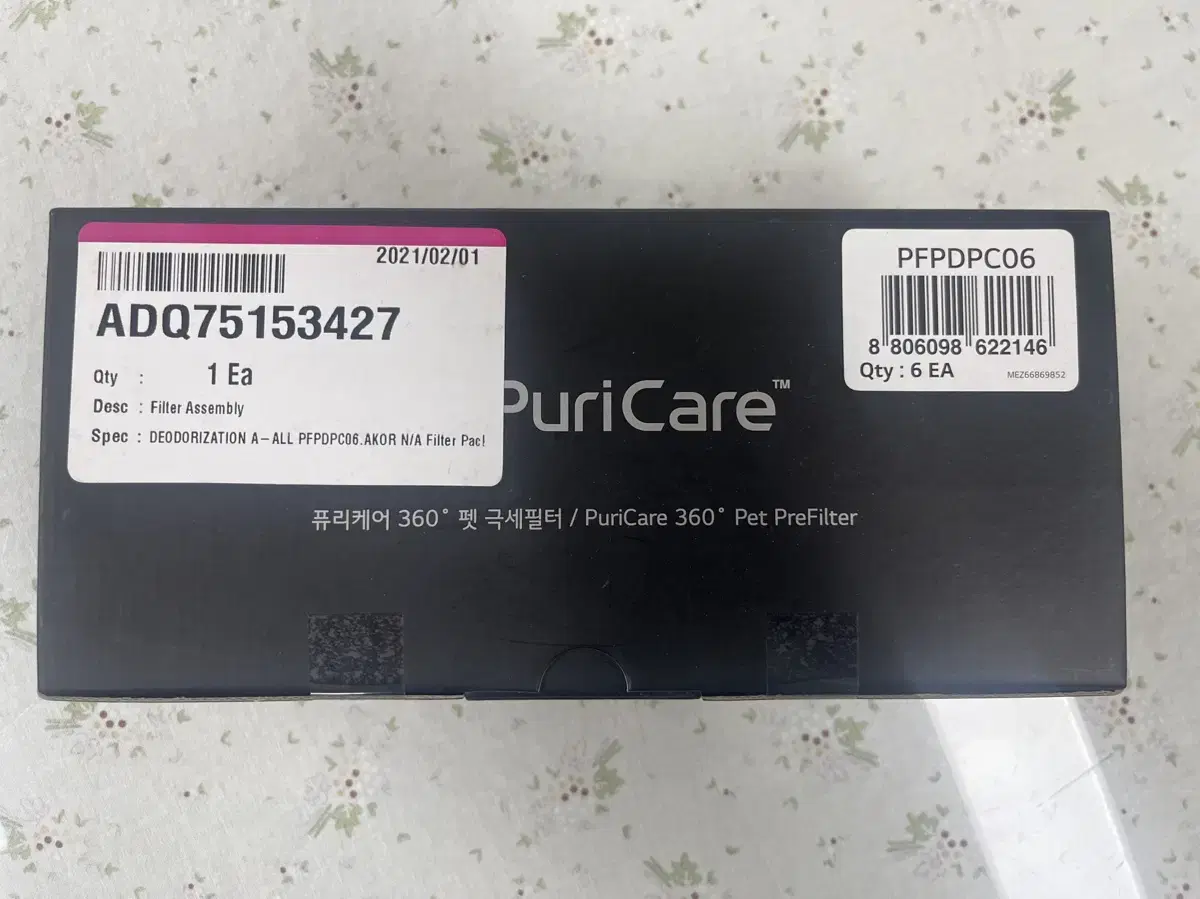 2021/02/01
ADQ75153427
Qty : 1 Ea
Desc : Filter Assembly
Spec : DEODORIZATION A-ALL PFPDPC06.AKOR N/A Filter Pac
PFPDPC06
8 806098 622146
Qty : 6 EA
MEZ66869852
PuriCare™
퓨리케어 360˚ 펫 극세필터 / PuriCare 360˚ Pet PreFilter